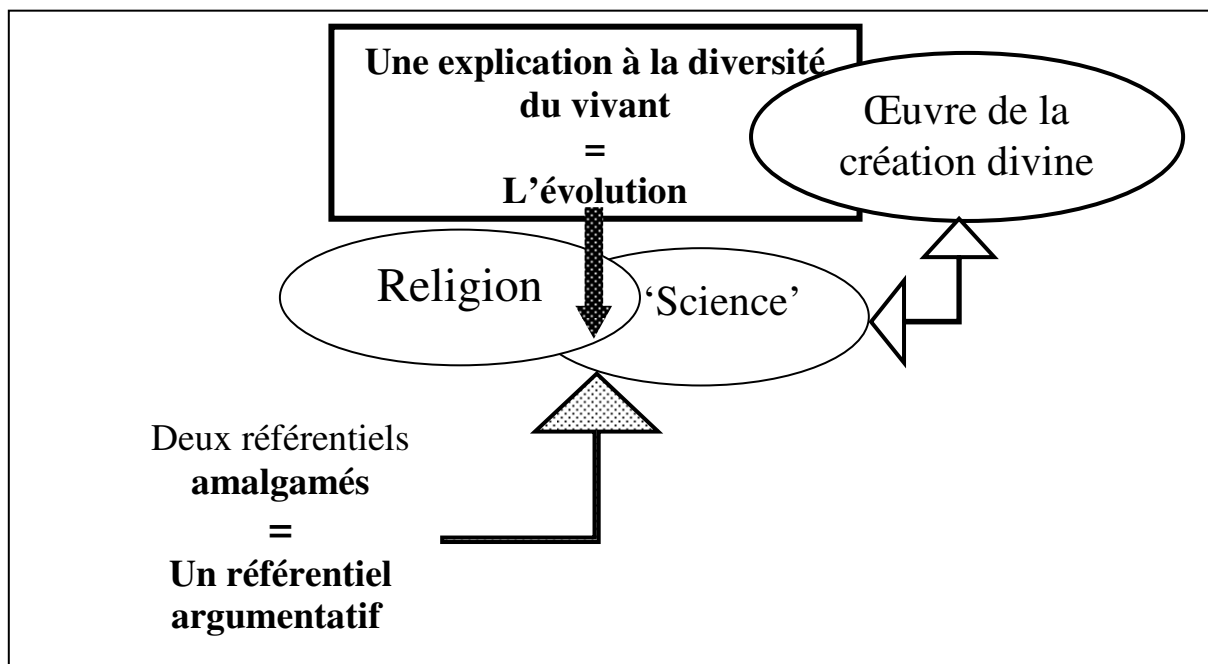 Une explication à la diversité
du vivant
=
L’évolution
Œuvre de la
création divine
Religion
‘Science’
Deux référentiels
amalgamés
=
Un référentiel
argumentatif